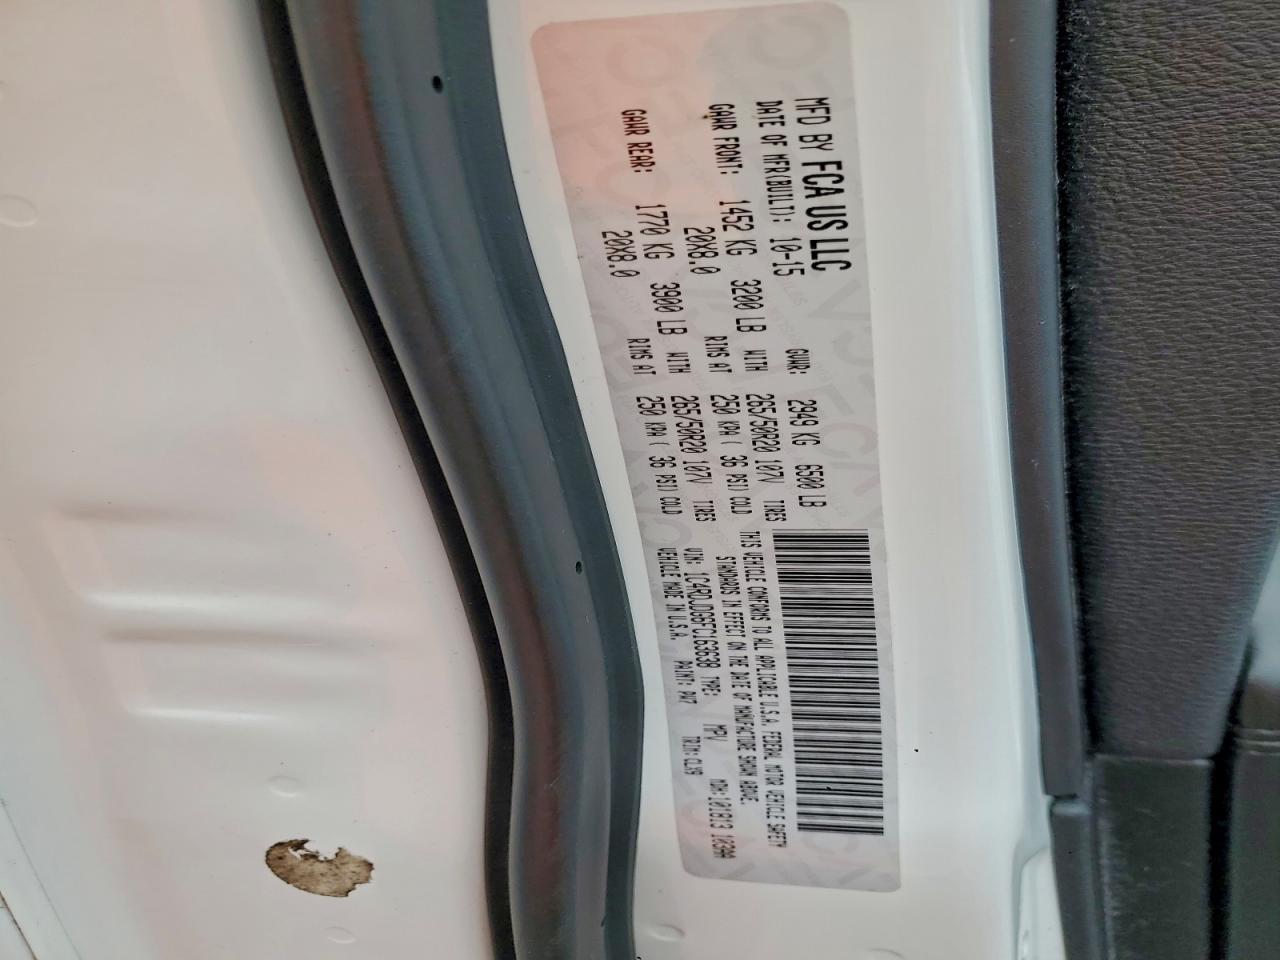 MFD BY FCA US LLC
DATE OF MFR(BUILT): 10-15 GVWR: 2949 KG 6500 LB
GAWR FRONT: 1452 KG 3200 LB WITH 265/50R20 107V TIRES
20X8.0 RIMS AT 250 KPA ( 36 PSI) COLD
GAWR REAR: 1770 KG 3900 LB WITH 265/50R20 107V TIRES
20X8.0 RIMS AT 250 KPA ( 36 PSI) COLD
THIS VEHICLE CONFORMS TO ALL APPLICABLE U.S.A. FEDERAL MOTOR VEHICLE SAFETY
STANDARDS IN EFFECT ON THE DATE OF MANUFACTURE SHOWN ABOVE.
VIN: 1C4RDJDG6FC163638 TYPE: MPV MDH: 101813
VEHICLE MADE IN U.S.A. PAINT: PW7 TRIM: CLX9